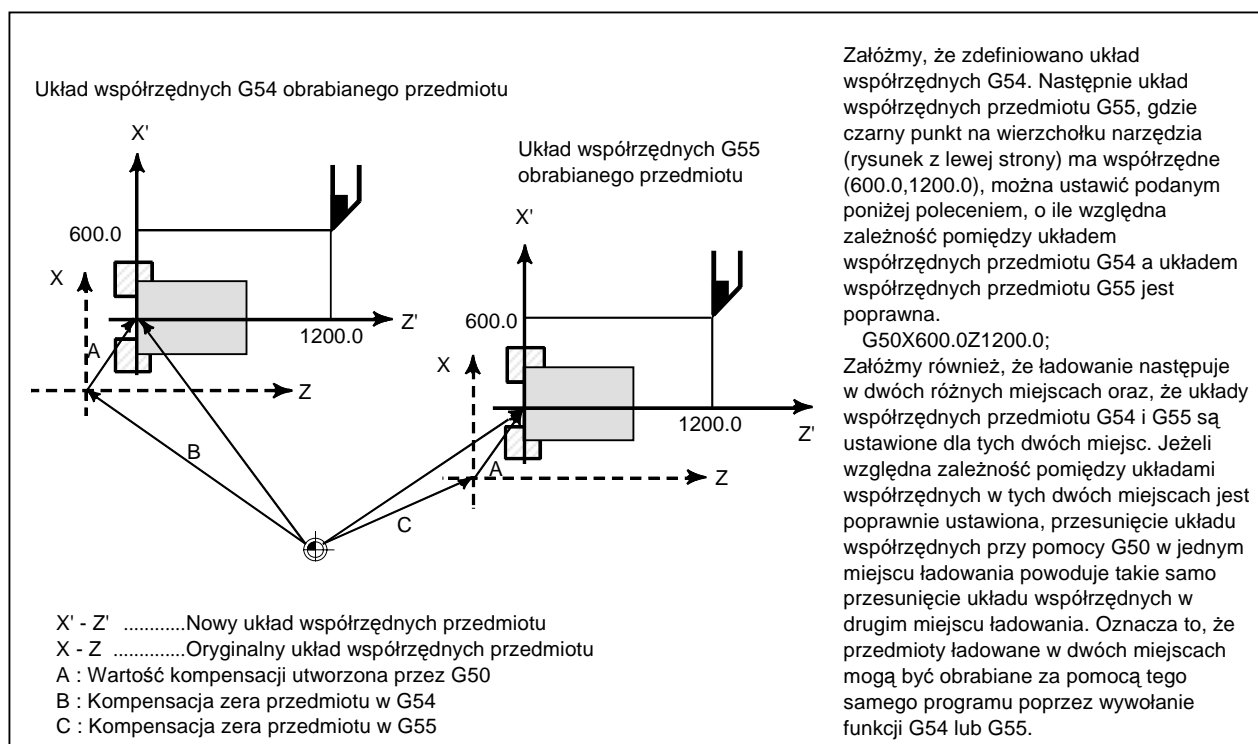 Układ współrzędnych G54 obrabianego przedmiotu
X'
600.0
X
A
1200.0
Z'
Z
B
Układ współrzędnych G55
obrabianego przedmiotu
X'
600.0
X
A
1200.0
Z'
Z
C
X' - Z' ............Nowy układ współrzędnych przedmiotu
X - Z ..............Oryginalny układ współrzędnych przedmiotu
A : Wartość kompensacji utworzona przez G50
B : Kompensacja zera przedmiotu w G54
C : Kompensacja zera przedmiotu w G55
Załóżmy, że zdefiniowano układ
współrzędnych G54. Następnie układ
współrzędnych przedmiotu G55, gdzie
czarny punkt na wierzchołku narzędzia
(rysunek z lewej strony) ma współrzędne
(600.0,1200.0), można ustawić podanym
poniżej poleceniem, o ile względna
zależność pomiędzy układem
współrzędnych przedmiotu G54 a układem
współrzędnych przedmiotu G55 jest
poprawna.
G50X600.0Z1200.0;
Załóżmy również, że ładowanie następuje
w dwóch różnych miejscach oraz, że układy
współrzędnych przedmiotu G54 i G55 są
ustawione dla tych dwóch miejsc. Jeżeli
względna zależność pomiędzy układami
współrzędnych w tych dwóch miejscach jest
poprawnie ustawiona, przesunięcie układu
współrzędnych przy pomocy G50 w jednym
miejscu ładowania powoduje takie samo
przesunięcie układu współrzędnych w
drugim miejscu ładowania. Oznacza to, że
przedmioty ładowane w dwóch miejscach
mogą być obrabiane za pomocą tego
samego programu poprzez wywołanie
funkcji G54 lub G55.